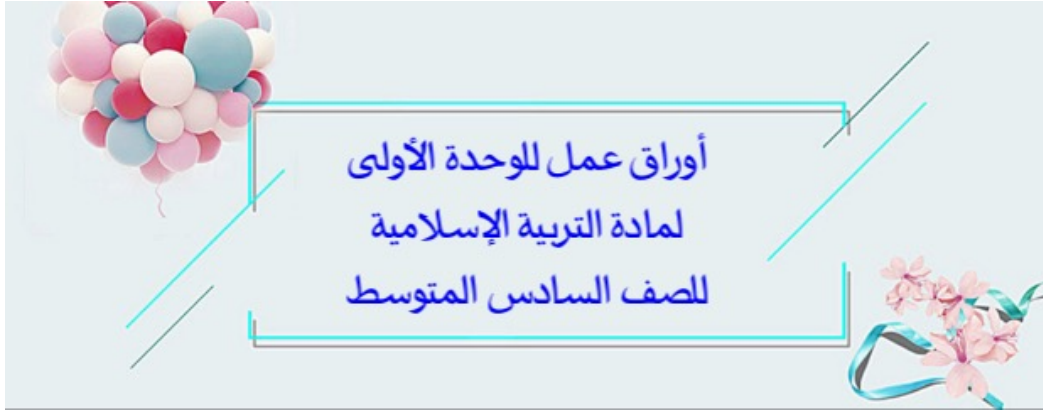 أوراق عمل للوحدة الأولى
لمادة التربية الإسلامية
للصف السادس المتوسط